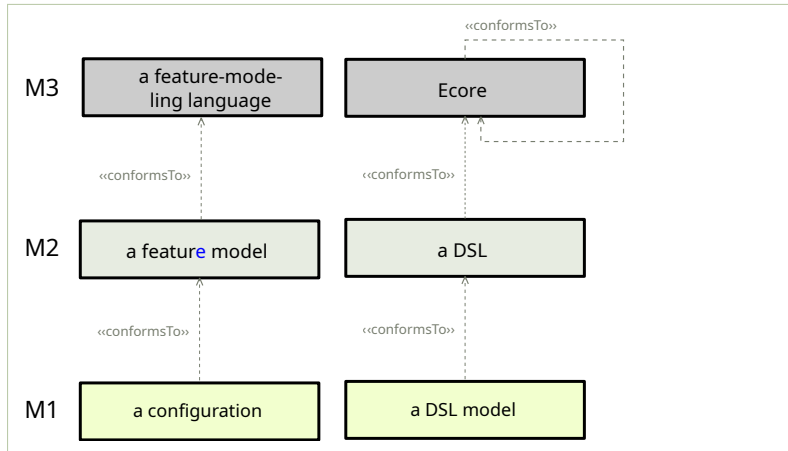 ‹‹conformsTo››
M3
a feature-mode-
ling language
Ecore
‹‹conformsTo››
‹‹conformsTo››
M2
a feature model
a DSL
‹‹conformsTo››
‹‹conformsTo››
M1
a configuration
a DSL model